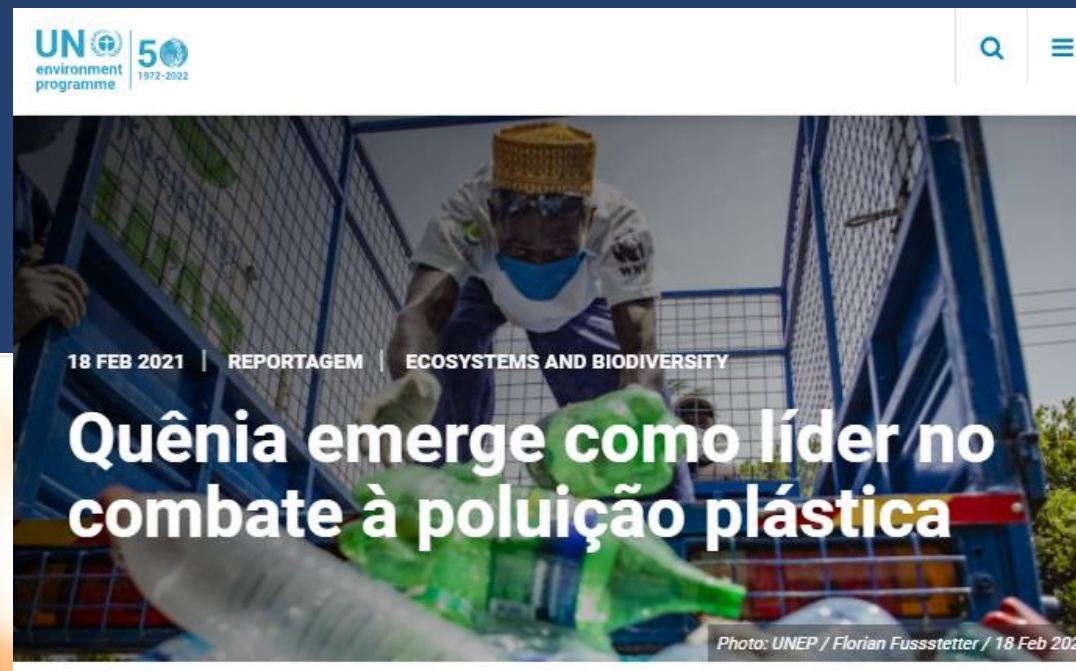 UN
environment
programme
50
1972-2022
18 FEB 2021 | REPORTAGEM | ECOSYSTEMS AND BIODIVERSITY
Quênia emerge como líder no
combate à poluição plástica
Photo: UNEP / Florian Fussstetter / 18 Feb 202